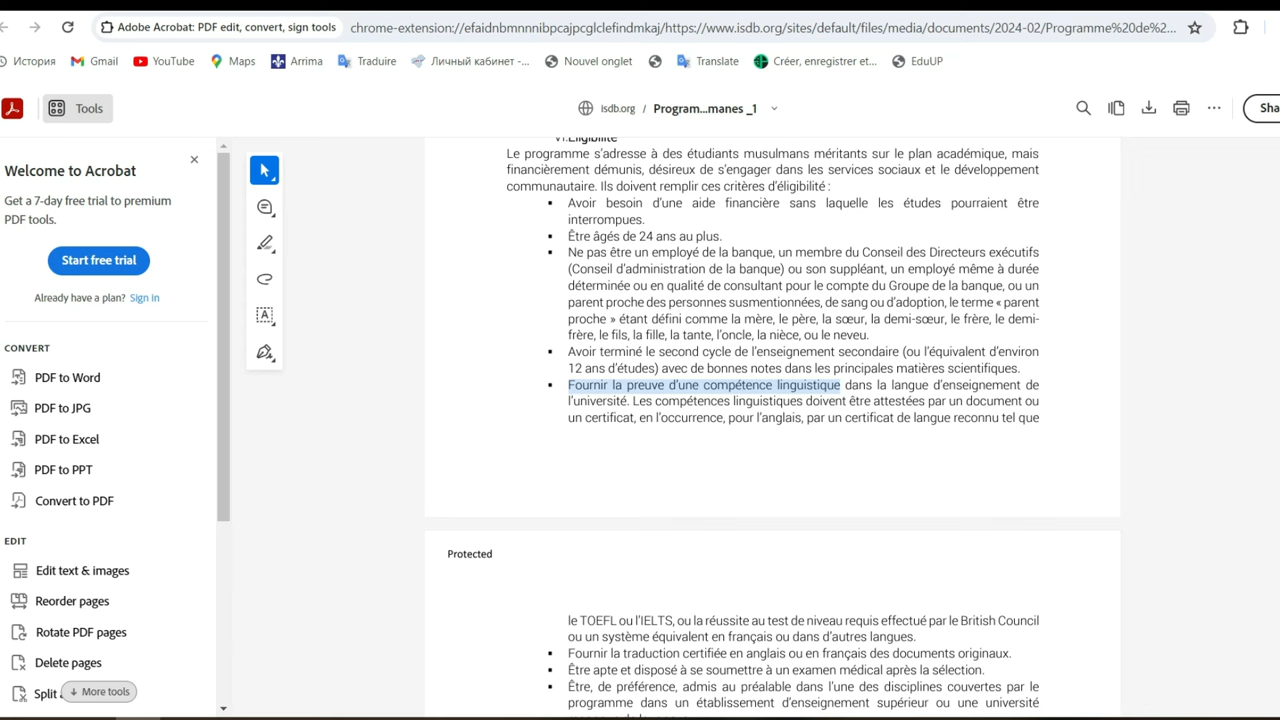 Adobe Acrobat: PDF edit, convert, sign tools
chrome-extension://efaidnbmnnnibpcajpcglclefindmkaj/https://www.isdb.org/sites/default/files/media/documents/2024-02/Programme%20de%2...
История
Gmail
YouTube
Maps
Arrima
Traduire
Личный кабинет -...
Nouvel onglet
Translate
Créer, enregistrer et...
EduUP
Tools
isdb.org / Program...manes _1
Sha
Welcome to Acrobat
Get a 7-day free trial to premium
PDF tools.
Start free trial
Already have a plan? Sign in
CONVERT
PDF to Word
PDF to JPG
PDF to Excel
PDF to PPT
Convert to PDF
EDIT
Edit text & images
Reorder pages
Rotate PDF pages
Delete pages
Split
More tools
VI.Eligibilité
Le programme s'adresse à des étudiants musulmans méritants sur le plan académique, mais
financièrement démunis, désireux de s'engager dans les services sociaux et le développement
communautaire. Ils doivent remplir ces critères d'éligibilité :
▪ Avoir besoin d'une aide financière sans laquelle les études pourraient être
interrompues.
▪ Être âgés de 24 ans au plus.
▪ Ne pas être un employé de la banque, un membre du Conseil des Directeurs exécutifs
(Conseil d'administration de la banque) ou son suppléant, un employé même à durée
déterminée ou en qualité de consultant pour le compte du Groupe de la banque, ou un
parent proche des personnes susmentionnées, de sang ou d'adoption, le terme « parent
proche » étant défini comme la mère, le père, la sœur, la demi-sœur, le frère, le demi-
frère, le fils, la fille, la tante, l'oncle, la nièce, ou le neveu.
▪ Avoir terminé le second cycle de l'enseignement secondaire (ou l'équivalent d'environ
12 ans d'études) avec de bonnes notes dans les principales matières scientifiques.
▪ Fournir la preuve d'une compétence linguistique dans la langue d'enseignement de
l'université. Les compétences linguistiques doivent être attestées par un document ou
un certificat, en l'occurrence, pour l'anglais, par un certificat de langue reconnu tel que
Protected
le TOEFL ou l'IELTS, ou la réussite au test de niveau requis effectué par le British Council
ou un système équivalent en français ou dans d'autres langues.
▪ Fournir la traduction certifiée en anglais ou en français des documents originaux.
▪ Être apte et disposé à se soumettre à un examen médical après la sélection.
▪ Être, de préférence, admis au préalable dans l'une des disciplines couvertes par le
programme dans un établissement d'enseignement supérieur ou une université